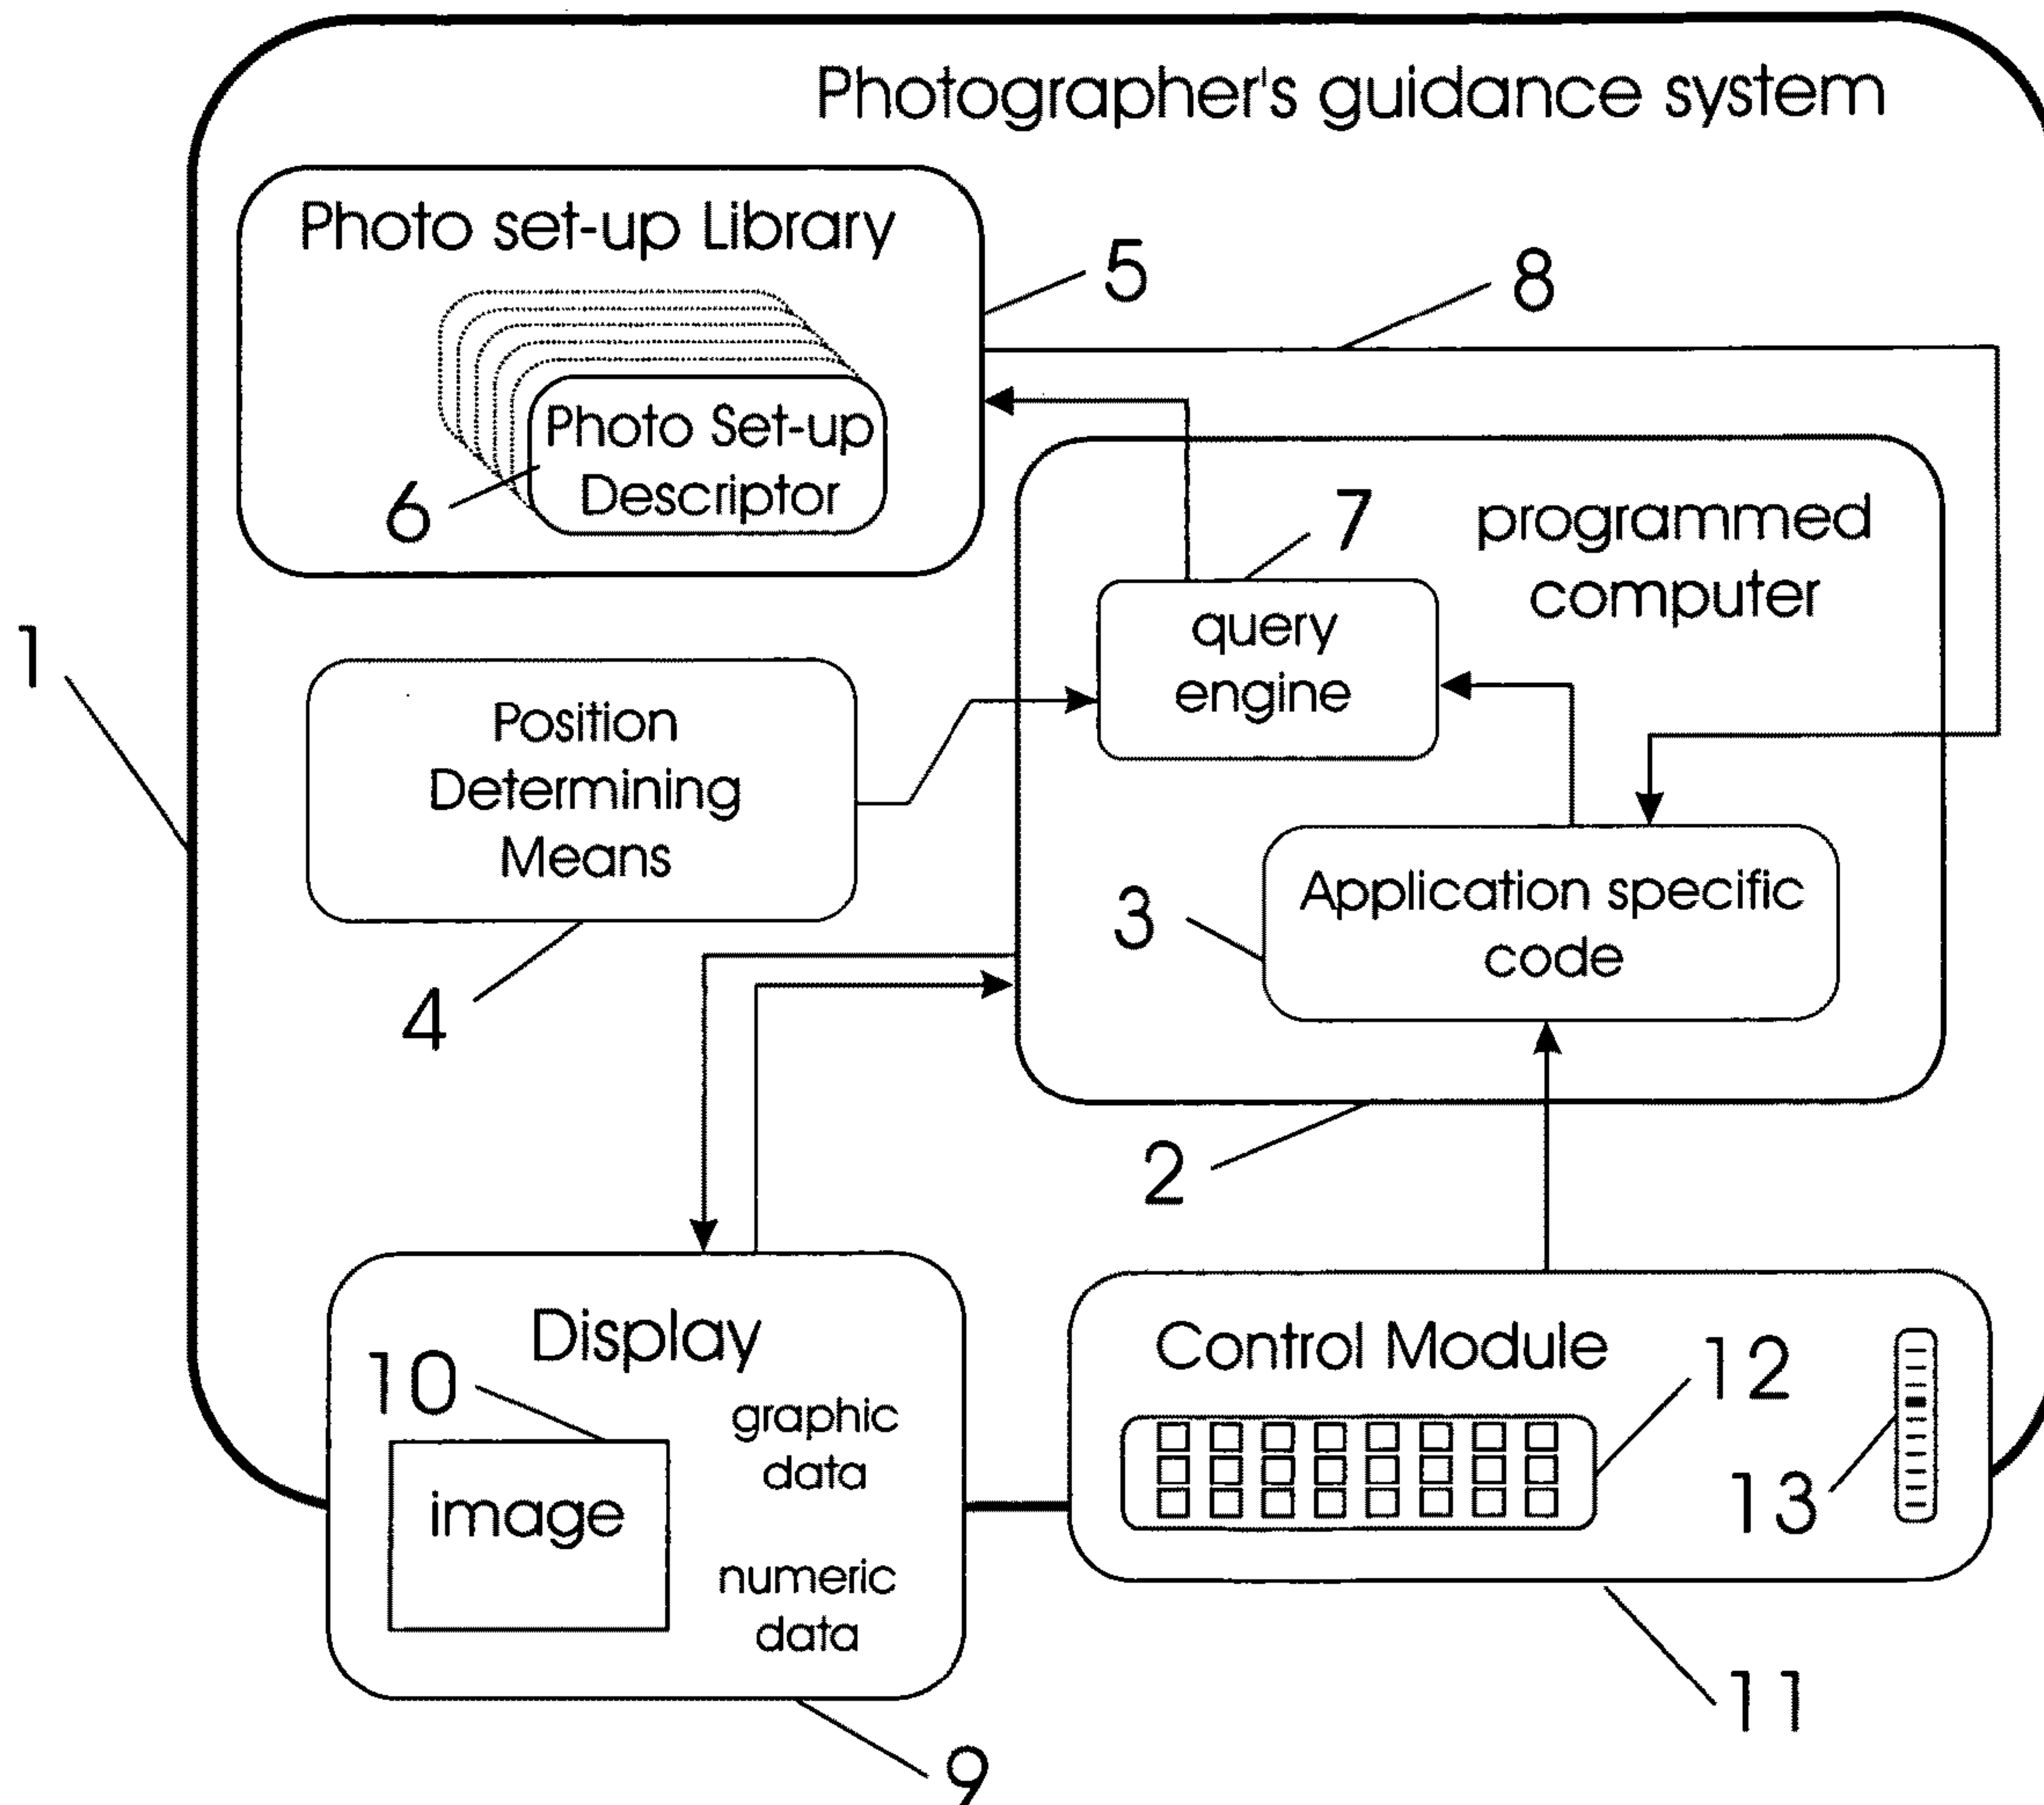 Photographer's guidance system
Photo set-up Library
5
8
Photo Set-up
Descriptor
6
7
programmed
computer
query
engine
1
Position
Determining
Means
3
Application specific
code
4
2
Display
10
graphic
data
image
numeric
data
Control Module
12
13
11
9